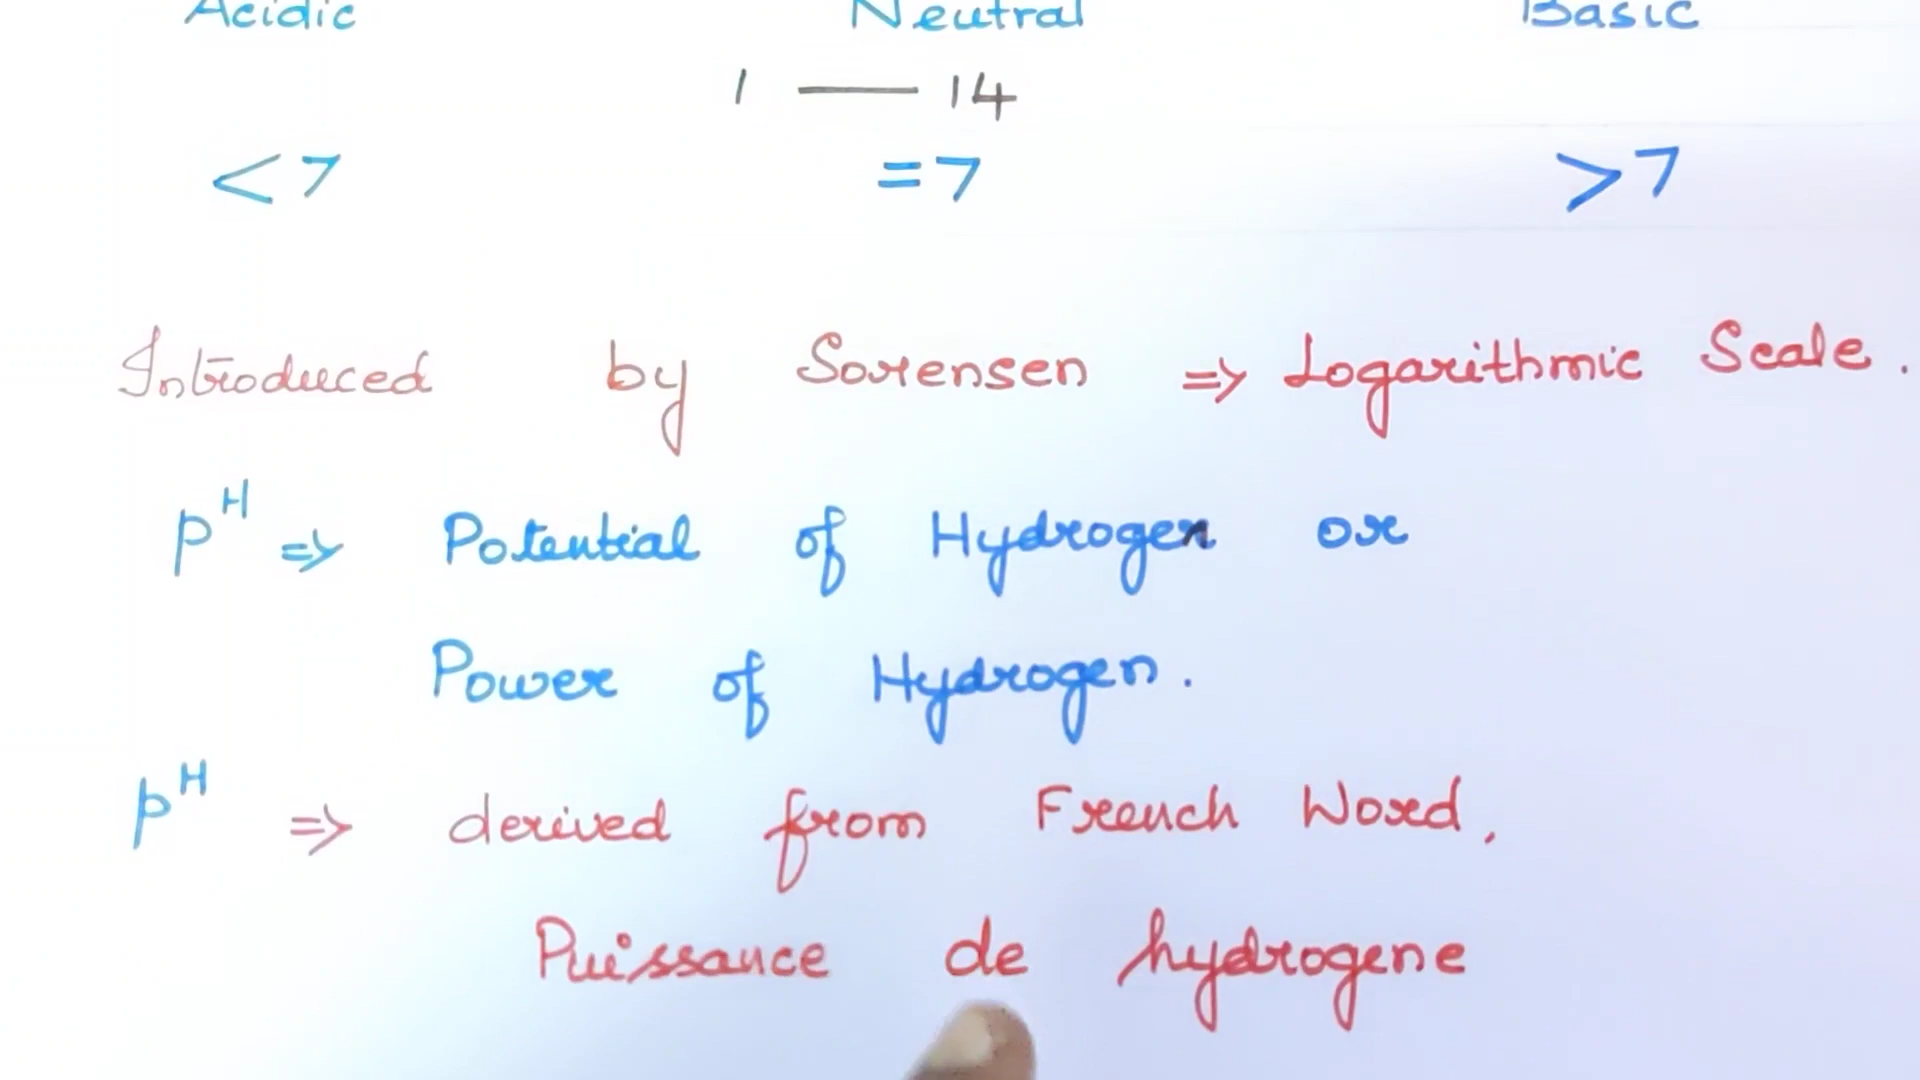 Acidic Neutral Basic
1 — 14
<7 =7 >7
Introduced by Sorensen => Logarithmic Scale.
pH => Potential of Hydrogen or
Power of Hydrogen.
pH => derived from French Word,
Puissance de hydrogene